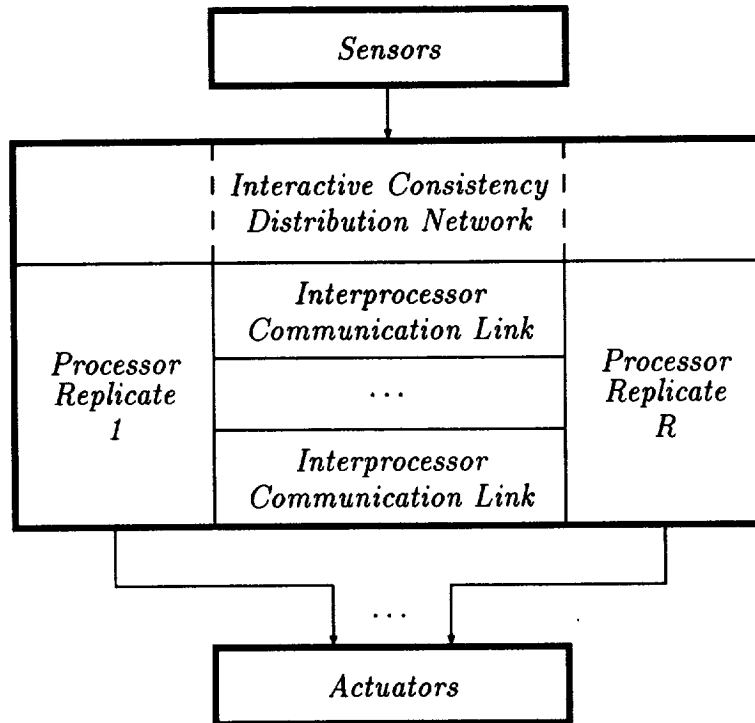 Sensors
Interactive Consistency
Distribution Network
Interprocessor
Communication Link
Processor
Replicate
1
...
Processor
Replicate
R
Interprocessor
Communication Link
...
Actuators